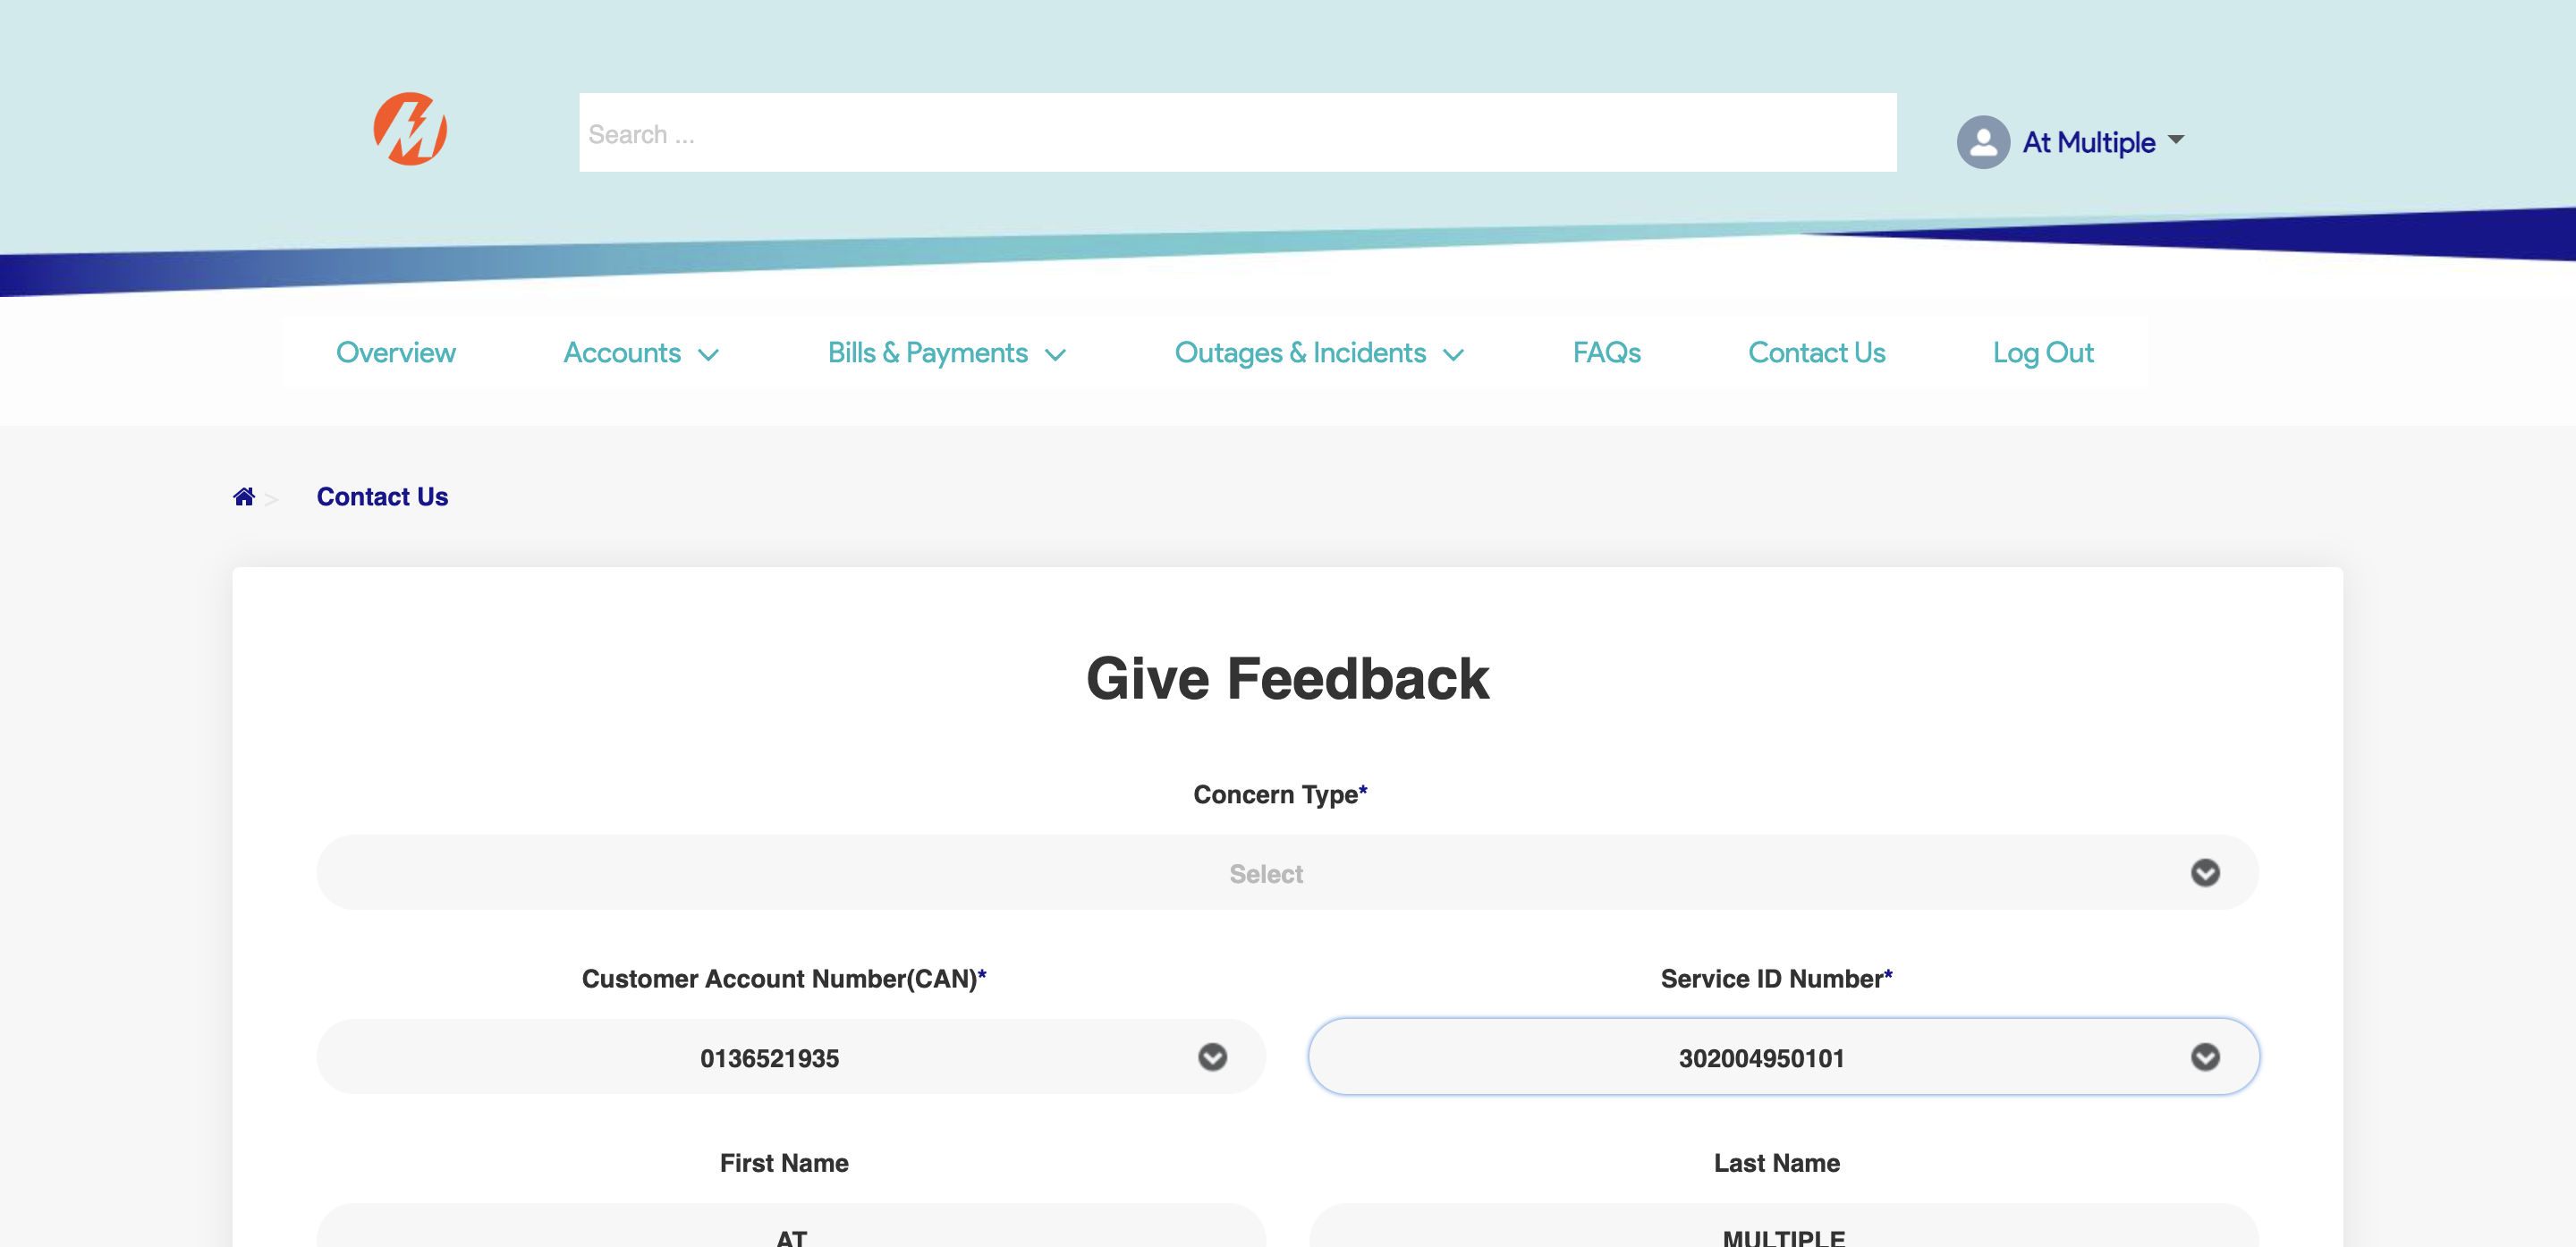 Search ...
At Multiple
Overview Accounts Bills & Payments Outages & Incidents FAQs Contact Us Log Out
> Contact Us
Give Feedback
Concern Type*
Select
Customer Account Number(CAN)* Service ID Number*
0136521935 302004950101
First Name Last Name
AT MULTIPLE